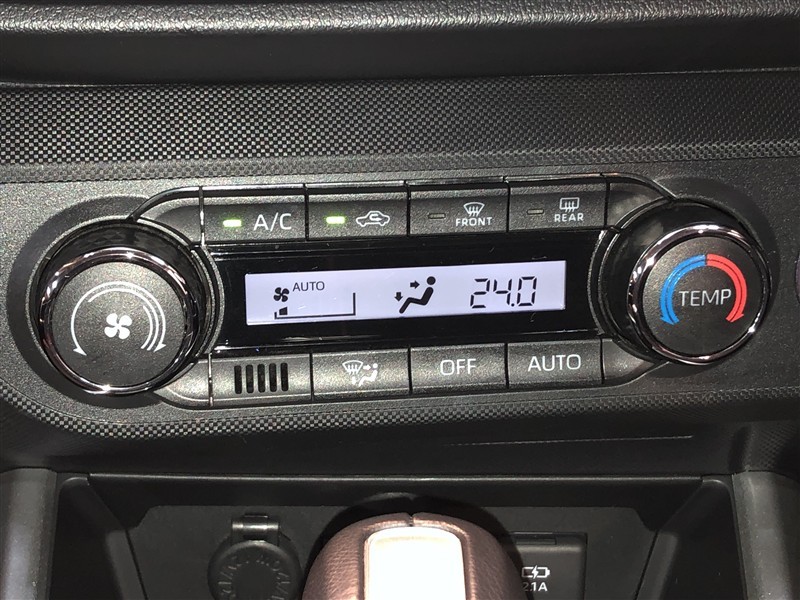 A/C
FRONT
REAR
AUTO
24.0
TEMP
OFF
AUTO
2.1A